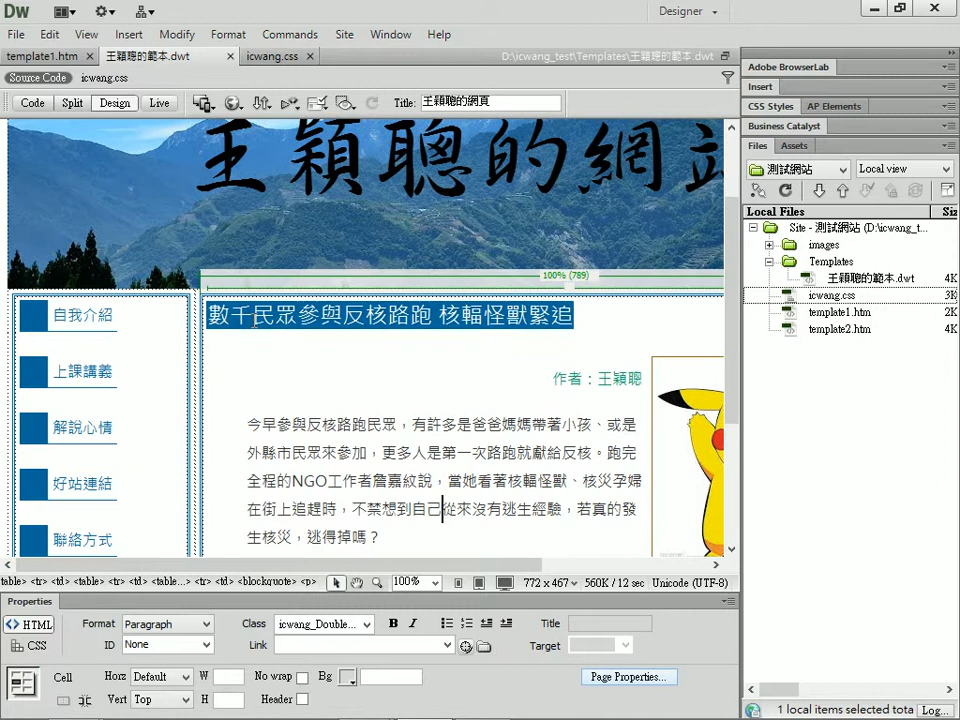 Dw
Designer
File Edit View Insert Modify Format Commands Site Window Help
template1.htm 王穎聰的範本.dwt icwang.css D:\icwang_test\Templates\王穎聰的範本.dwt
Source Code icwang.css
Code Split Design Live Title: 王穎聰的網頁
王穎聰的網站
100% (789)
自我介紹
上課講義
解說心情
好站連結
聯絡方式
數千民眾參與反核路跑 核輻怪獸緊追
作者：王穎聰
今早參與反核路跑民眾，有許多是爸爸媽媽帶著小孩、或是
外縣市民眾來參加，更多人是第一次路跑就獻給反核。跑完
全程的NGO工作者詹嘉紋說，當她看著核輻怪獸、核災孕婦
在街上追趕時，不禁想到自己從來沒有逃生經驗，若真的發
生核災，逃得掉嗎？
table> <tr> <td> <table> <tr> <td> <table...> <tr> <td> <blockquote> <p> 100% 772 x 467 560K / 12 sec Unicode (UTF-8)
Properties
<> HTML Format Paragraph Class icwang_Double... B I Title
CSS ID None Link Target
Cell Horz Default W No wrap Bg Page Properties...
Vert Top H Header
Adobe BrowserLab
Insert
CSS Styles AP Elements
Business Catalyst
Files Assets
測試網站 Local view
Local Files Siz
Site - 測試網站 (D:\icwang_t...
images
Templates
王穎聰的範本.dwt 4K
icwang.css 3K
template1.htm 2K
template2.htm 4K
1 local items selected tota Log...